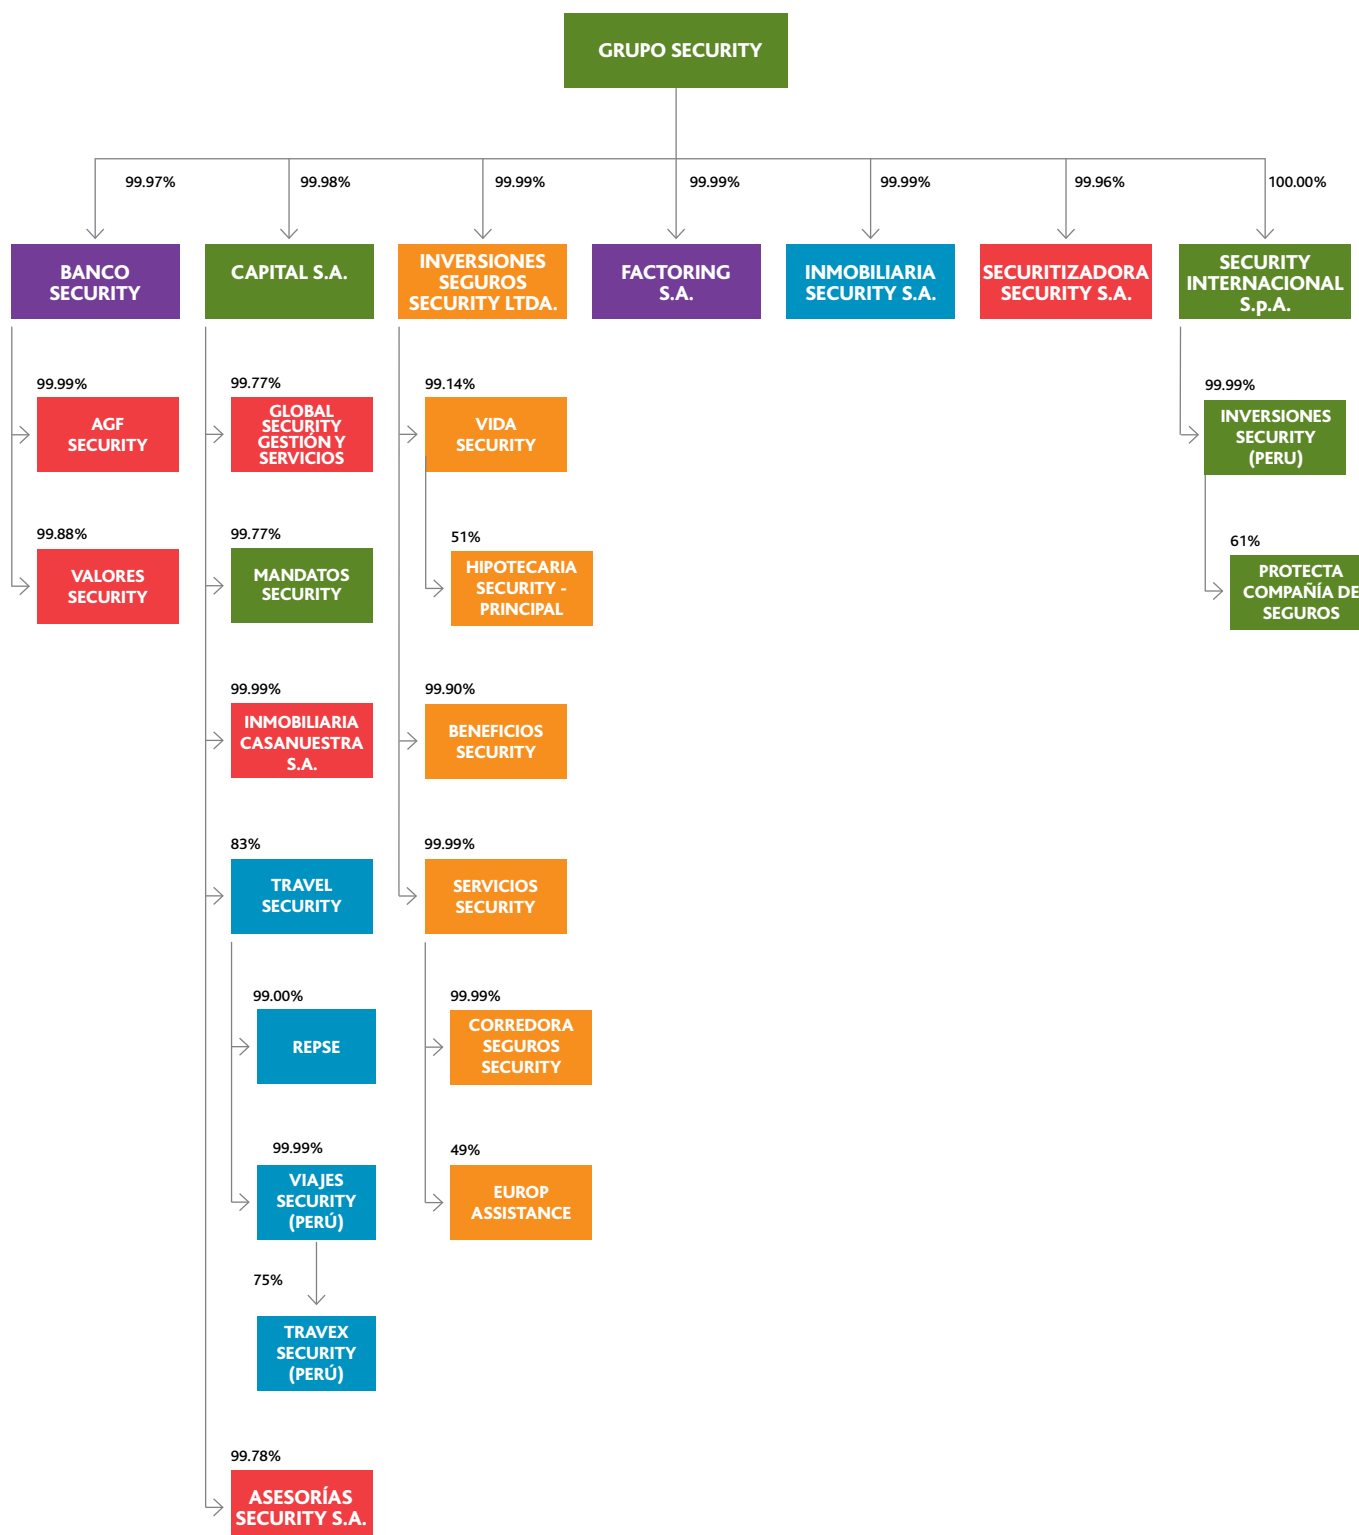 GRUPO SECURITY
99.97%
99.98%
99.99%
99.99%
99.99%
99.96%
100.00%
BANCO
SECURITY
CAPITAL S.A.
INVERSIONES
SEGUROS
SECURITY LTDA.
FACTORING
S.A.
INMOBILIARIA
SECURITY S.A.
SECURITIZADORA
SECURITY S.A.
SECURITY
INTERNACIONAL
S.p.A.
99.99%
AGF
SECURITY
99.88%
VALORES
SECURITY
99.77%
GLOBAL
SECURITY
GESTIÓN Y
SERVICIOS
99.77%
MANDATOS
SECURITY
99.99%
INMOBILIARIA
CASANUESTRA
S.A.
83%
TRAVEL
SECURITY
99.00%
REPSE
99.99%
VIAJES
SECURITY
(PERÚ)
75%
TRAVEX
SECURITY
(PERÚ)
99.78%
ASESORÍAS
SECURITY S.A.
99.14%
VIDA
SECURITY
51%
HIPOTECARIA
SECURITY -
PRINCIPAL
99.90%
BENEFICIOS
SECURITY
99.99%
SERVICIOS
SECURITY
99.99%
CORREDORA
SEGUROS
SECURITY
49%
EUROP
ASSISTANCE
99.99%
INVERSIONES
SECURITY
(PERU)
61%
PROTECTA
COMPAÑÍA DE
SEGUROS